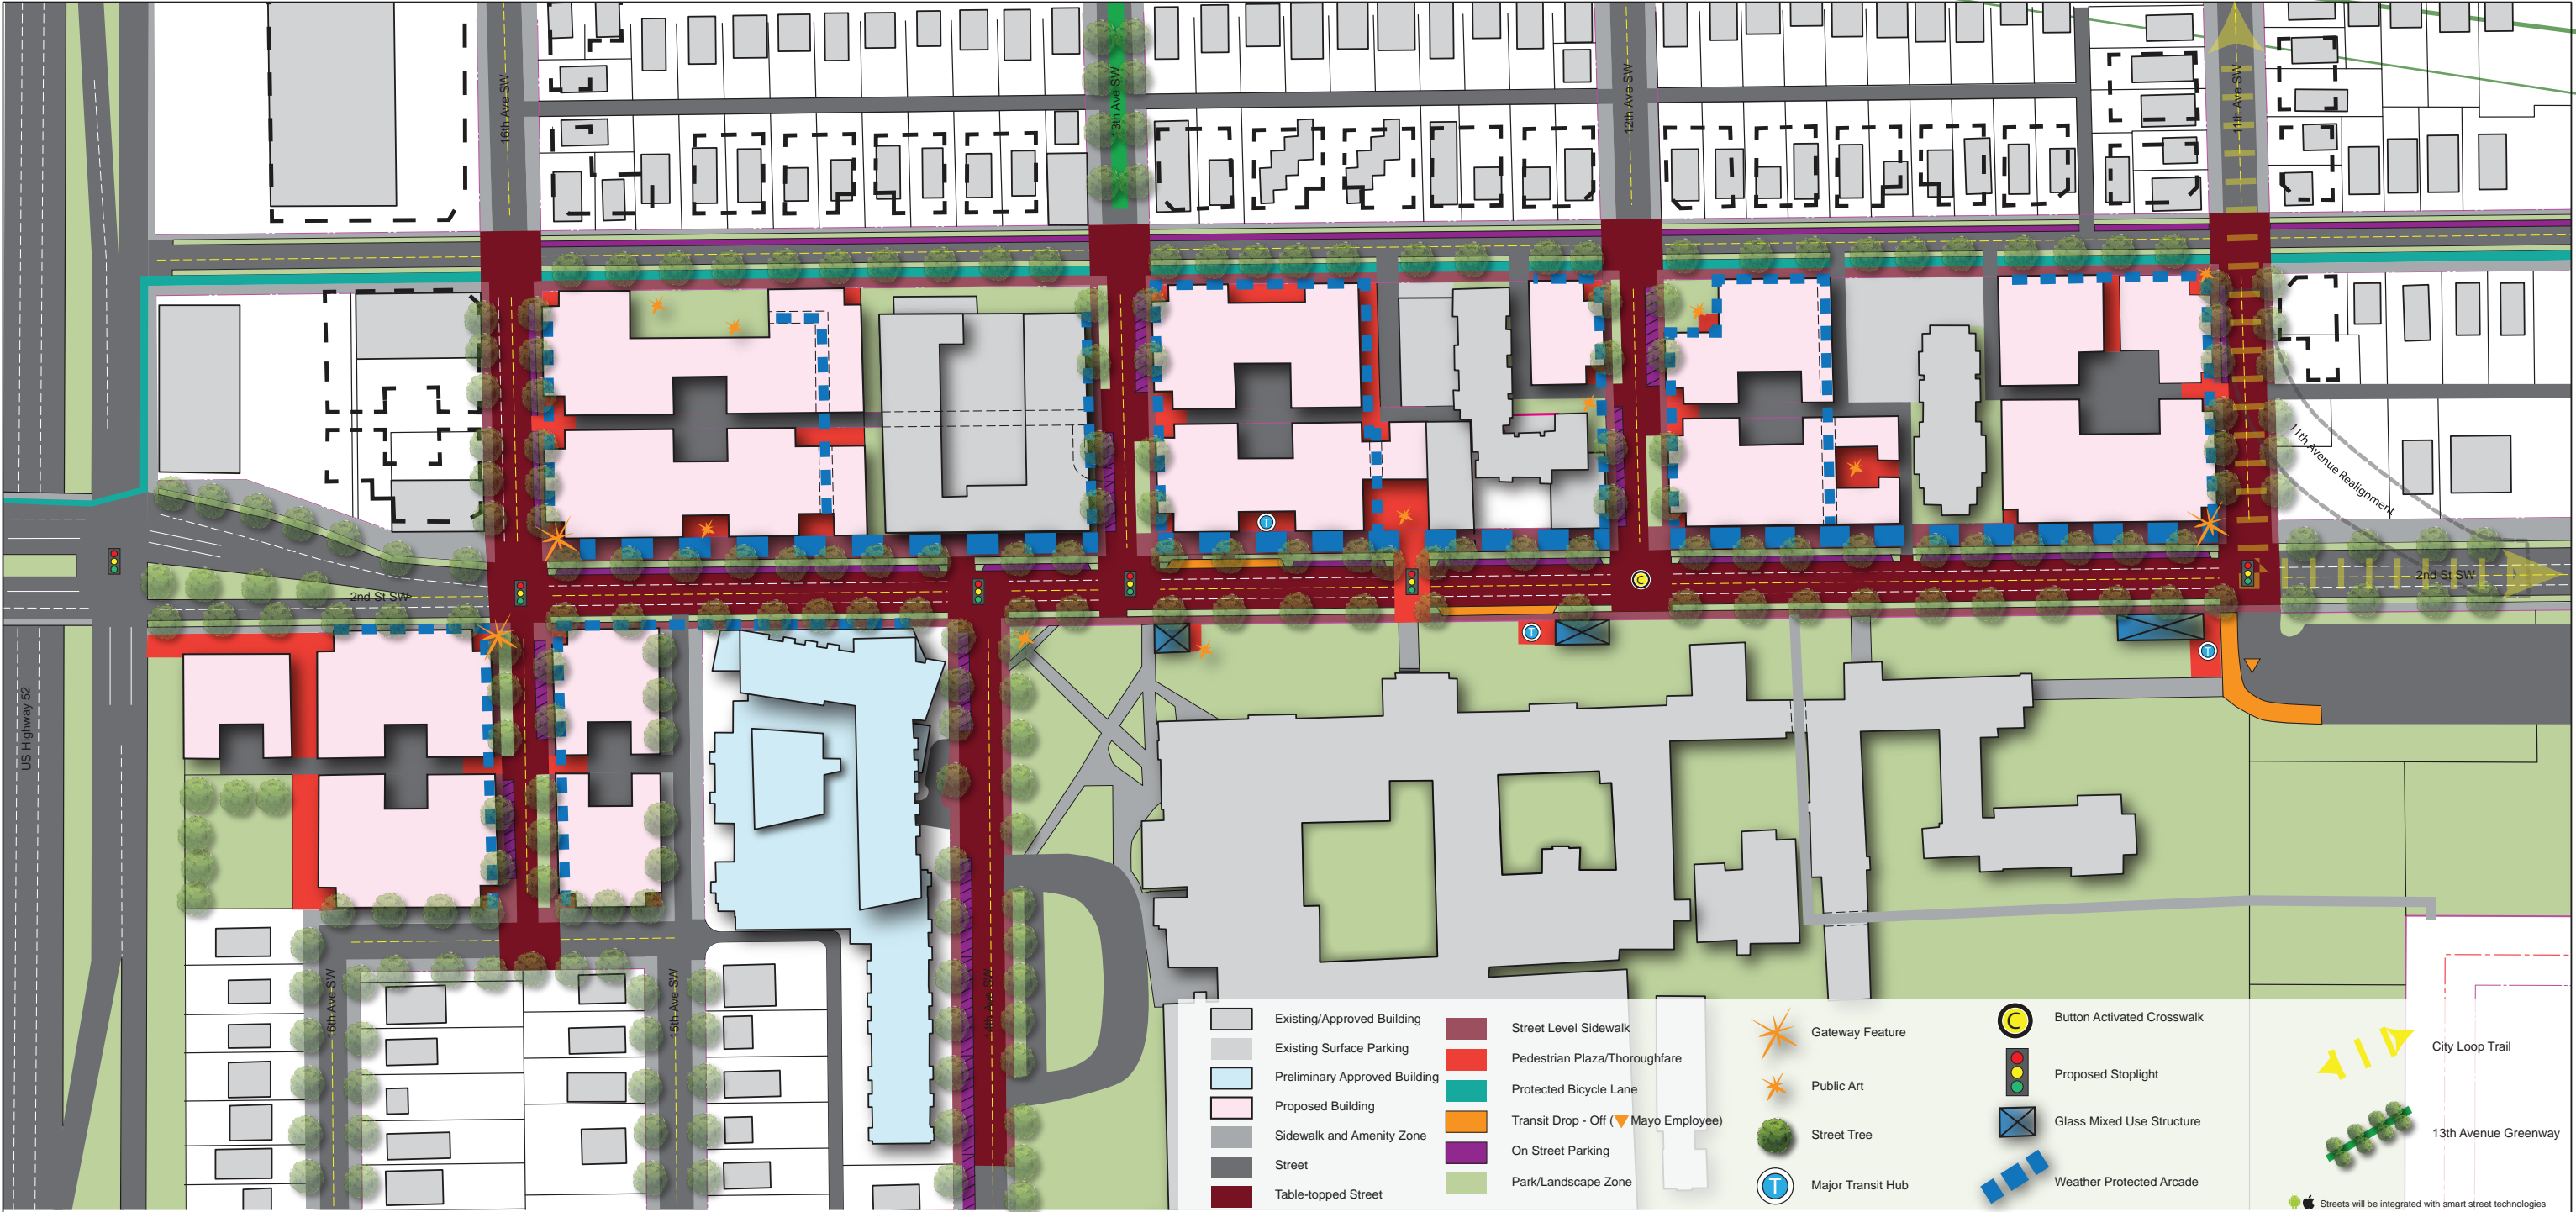 16th Ave SW
13th Ave SW
12th Ave SW
11th Ave SW
11th Avenue Realignment
2nd St SW
2nd St SW
US Highway 52
16th Ave SW
15th Ave SW
14th Ave SW
T
T
T
C
Existing/Approved Building
Existing Surface Parking
Preliminary Approved Building
Proposed Building
Sidewalk and Amenity Zone
Street
Table-topped Street
Street Level Sidewalk
Pedestrian Plaza/Thoroughfare
Protected Bicycle Lane
Transit Drop - Off ( Mayo Employee)
On Street Parking
Park/Landscape Zone
Gateway Feature
Public Art
Street Tree
T Major Transit Hub
C Button Activated Crosswalk
Proposed Stoplight
Glass Mixed Use Structure
Weather Protected Arcade
City Loop Trail
13th Avenue Greenway
Streets will be integrated with smart street technologies